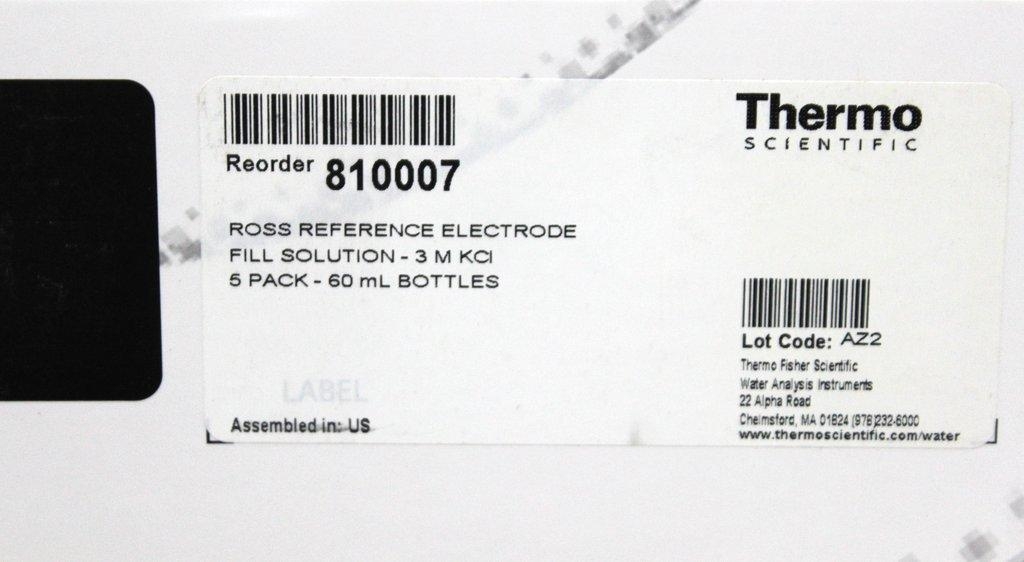 Thermo
SCIENTIFIC
Reorder 810007
ROSS REFERENCE ELECTRODE
FILL SOLUTION - 3 M KCl
5 PACK - 60 mL BOTTLES
LABEL
Assembled in: US
Lot Code: AZ2
Thermo Fisher Scientific
Water Analysis Instruments
22 Alpha Road
Chelmsford, MA 01824 (978)232-6000
www.thermoscientific.com/water